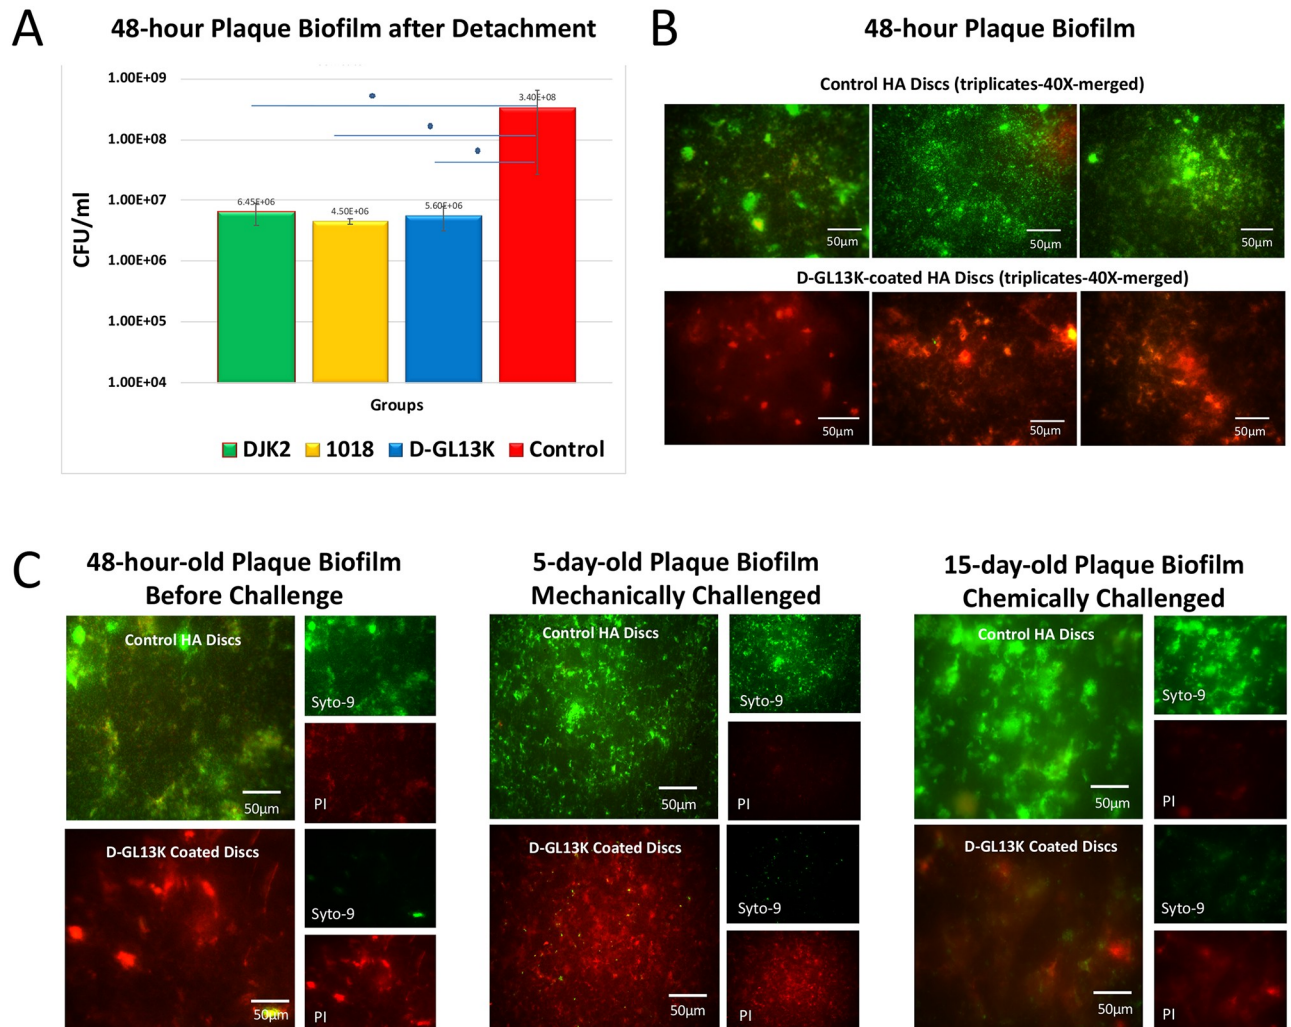 A
48-hour Plaque Biofilm after Detachment
1.00E+09
1.00E+08
1.00E+07
1.00E+06
1.00E+05
1.00E+04
CFU/ml
6.45E+06
4.50E+06
5.60E+06
3.40E+08
Groups
DJK2 1018 D-GL13K Control
B
48-hour Plaque Biofilm
Control HA Discs (triplicates-40X-merged)
50µm
50µm
50µm
D-GL13K-coated HA Discs (triplicates-40X-merged)
50µm
50µm
50µm
C
48-hour-old Plaque Biofilm
Before Challenge
Control HA Discs
50µm
Syto-9
PI
D-GL13K Coated Discs
50µm
Syto-9
PI
5-day-old Plaque Biofilm
Mechanically Challenged
Control HA Discs
50µm
Syto-9
PI
D-GL13K Coated Discs
50µm
Syto-9
PI
15-day-old Plaque Biofilm
Chemically Challenged
Control HA Discs
50µm
Syto-9
PI
D-GL13K Coated Discs
50µm
Syto-9
PI